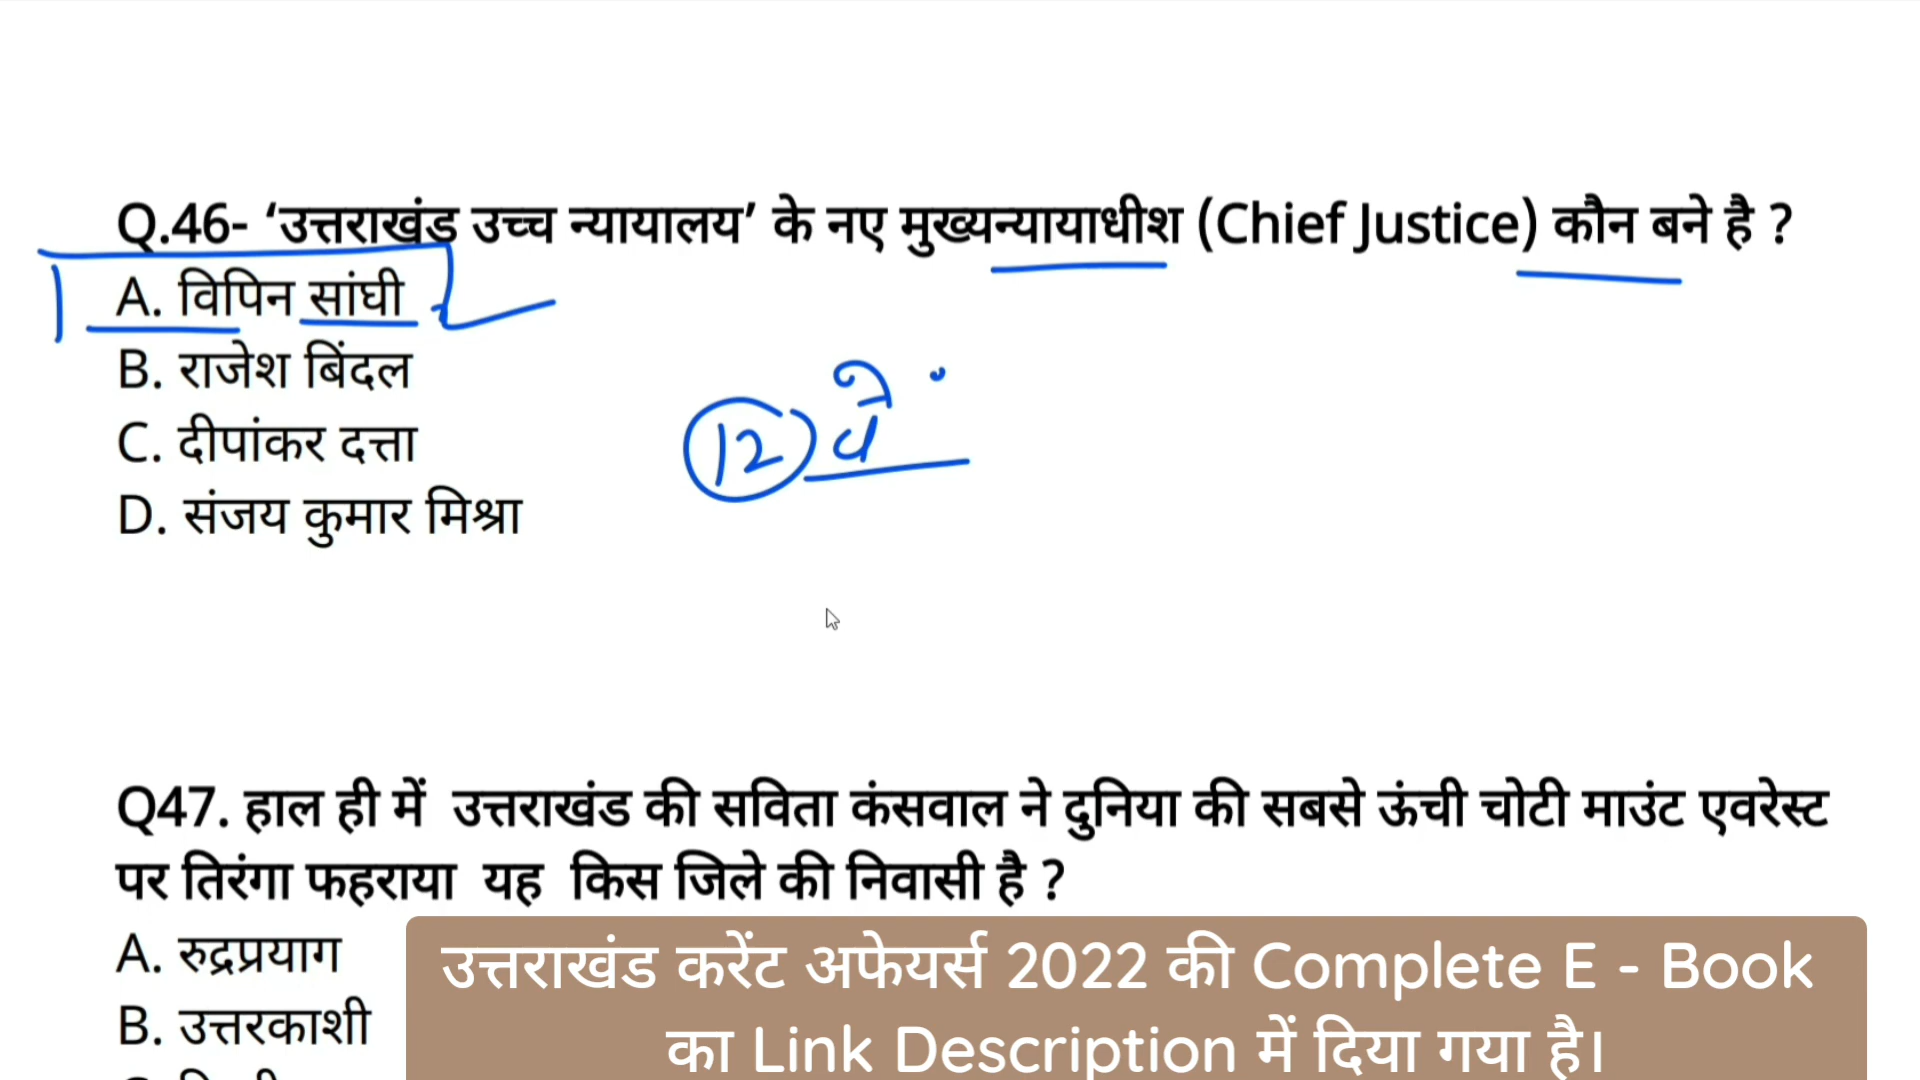 Q.46- ‘उत्तराखंड उच्च न्यायालय’ के नए मुख्यन्यायाधीश (Chief Justice) कौन बने है ?
A. विपिन सांघी
B. राजेश बिंदल
C. दीपांकर दत्ता
D. संजय कुमार मिश्रा
12 वे
Q47. हाल ही में उत्तराखंड की सविता कंसवाल ने दुनिया की सबसे ऊंची चोटी माउंट एवरेस्ट
पर तिरंगा फहराया यह किस जिले की निवासी है ?
A. रुद्रप्रयाग
B. उत्तरकाशी
उत्तराखंड करेंट अफेयर्स 2022 की Complete E - Book
का Link Description में दिया गया है।